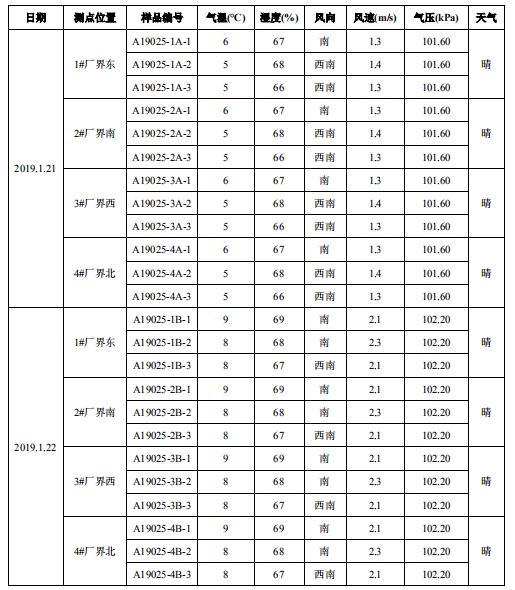 日期 测点位置 样品编号 气温(℃) 湿度(%) 风向 风速(m/s) 气压(kPa) 天气
2019.1.21 1#厂界东 A19025-1A-1 6 67 南 1.3 101.60 晴
A19025-1A-2 5 68 西南 1.4 101.60
A19025-1A-3 5 66 西南 1.3 101.60
2#厂界南 A19025-2A-1 6 67 南 1.3 101.60 晴
A19025-2A-2 5 68 西南 1.4 101.60
A19025-2A-3 5 66 西南 1.3 101.60
3#厂界西 A19025-3A-1 6 67 南 1.3 101.60 晴
A19025-3A-2 5 68 西南 1.4 101.60
A19025-3A-3 5 66 西南 1.3 101.60
4#厂界北 A19025-4A-1 6 67 南 1.3 101.60 晴
A19025-4A-2 5 68 西南 1.4 101.60
A19025-4A-3 5 66 西南 1.3 101.60
2019.1.22 1#厂界东 A19025-1B-1 9 69 南 2.1 102.20 晴
A19025-1B-2 8 68 南 2.3 102.20
A19025-1B-3 8 67 西南 2.1 102.20
2#厂界南 A19025-2B-1 9 69 南 2.1 102.20 晴
A19025-2B-2 8 68 南 2.3 102.20
A19025-2B-3 8 67 西南 2.1 102.20
3#厂界西 A19025-3B-1 9 69 南 2.1 102.20 晴
A19025-3B-2 8 68 南 2.3 102.20
A19025-3B-3 8 67 西南 2.1 102.20
4#厂界北 A19025-4B-1 9 69 南 2.1 102.20 晴
A19025-4B-2 8 68 南 2.3 102.20
A19025-4B-3 8 67 西南 2.1 102.20